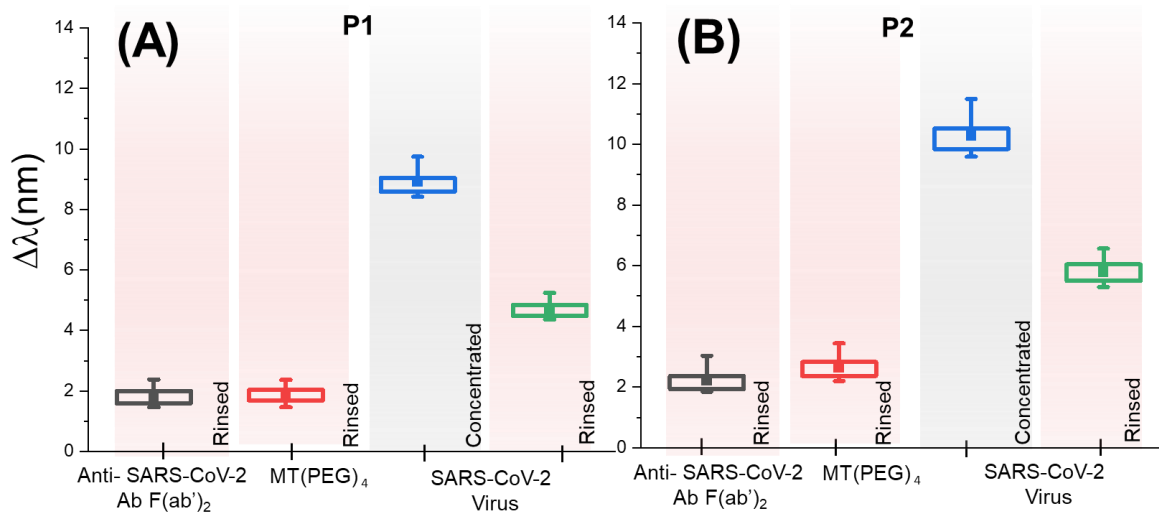 (A)
P1
Δλ(nm)
14
12
10
8
6
4
2
0
Rinsed
Rinsed
Concentrated
Rinsed
Anti- SARS-CoV-2
Ab F(ab’)₂
MT(PEG)₄
SARS-CoV-2
Virus
(B)
P2
14
12
10
8
6
4
2
0
Rinsed
Rinsed
Concentrated
Rinsed
Anti- SARS-CoV-2
Ab F(ab’)₂
MT(PEG)₄
SARS-CoV-2
Virus